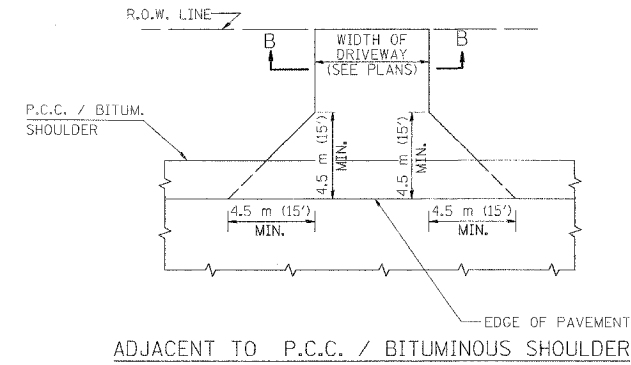 R.O.W. LINE
B
WIDTH OF
DRIVEWAY
(SEE PLANS)
B
P.C.C. / BITUM.
SHOULDER
4.5 m (15')
MIN.
4.5 m (15')
MIN.
4.5 m (15')
MIN.
4.5 m (15')
MIN.
EDGE OF PAVEMENT
ADJACENT TO P.C.C. / BITUMINOUS SHOULDER